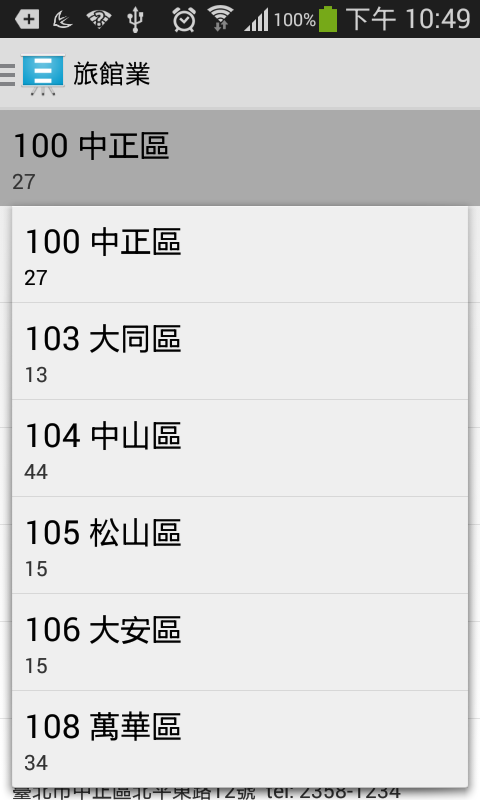 100% 下午 10:49
旅館業
100 中正區
27
100 中正區
27
103 大同區
13
104 中山區
44
105 松山區
15
106 大安區
15
108 萬華區
34
臺北市中正區北平東路12號 tel: 2358-1234